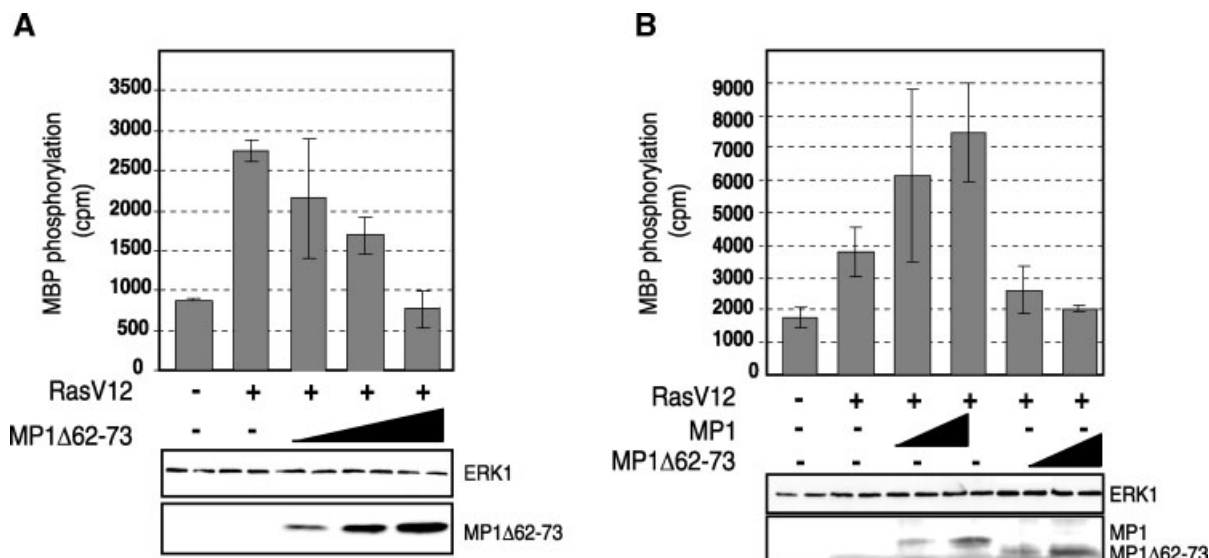 A
MBP phosphorylation
(cpm)
3500
3000
2500
2000
1500
1000
500
0
RasV12 - + + + +
MP1Δ62-73 - -
ERK1
MP1Δ62-73
B
MBP phosphorylation
(cpm)
9000
8000
7000
6000
5000
4000
3000
2000
1000
0
RasV12 - + + + + +
MP1 - - - -
MP1Δ62-73 - - - -
ERK1
MP1
MP1Δ62-73